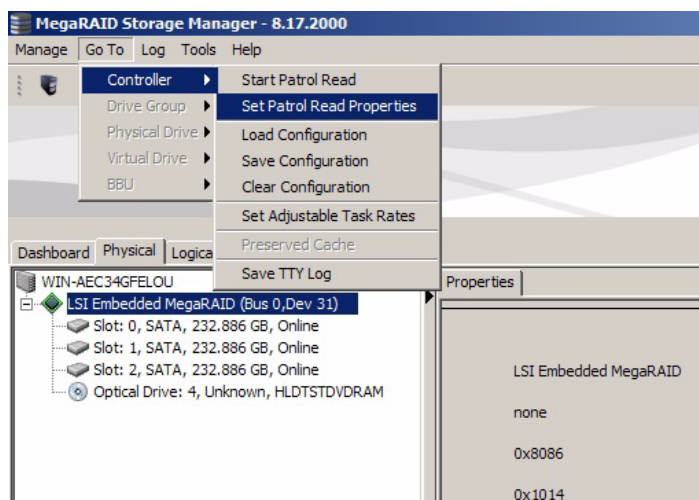 MegaRAID Storage Manager - 8.17.2000
Manage Go To Log Tools Help
Controller
Drive Group
Physical Drive
Virtual Drive
BBU
Start Patrol Read
Set Patrol Read Properties
Load Configuration
Save Configuration
Clear Configuration
Set Adjustable Task Rates
Preserved Cache
Save TTY Log
Dashboard Physical Logica
WIN-AEC34GFELOU
LSI Embedded MegaRAID (Bus 0,Dev 31)
Slot: 0, SATA, 232.886 GB, Online
Slot: 1, SATA, 232.886 GB, Online
Slot: 2, SATA, 232.886 GB, Online
Optical Drive: 4, Unknown, HLDTSTDVDRAM
Properties
LSI Embedded MegaRAID
none
0x8086
0x1014